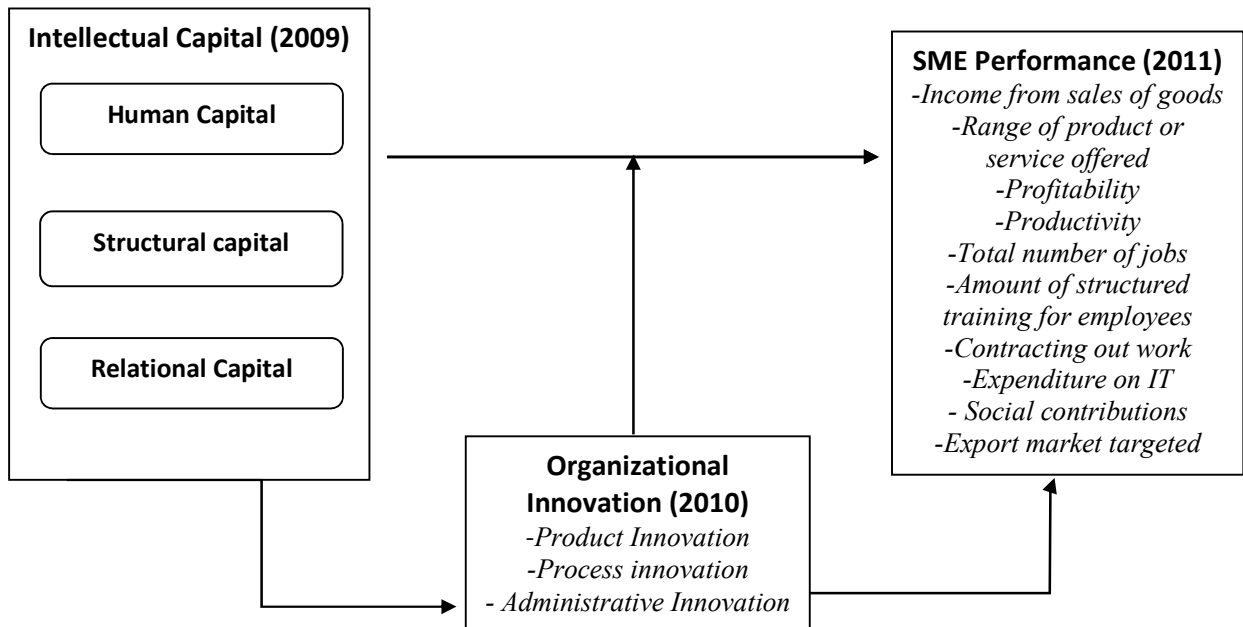 Intellectual Capital (2009)
Human Capital
Structural capital
Relational Capital
Organizational
Innovation (2010)
-Product Innovation
-Process innovation
- Administrative Innovation
SME Performance (2011)
-Income from sales of goods
-Range of product or
service offered
-Profitability
-Productivity
-Total number of jobs
-Amount of structured
training for employees
-Contracting out work
-Expenditure on IT
- Social contributions
-Export market targeted